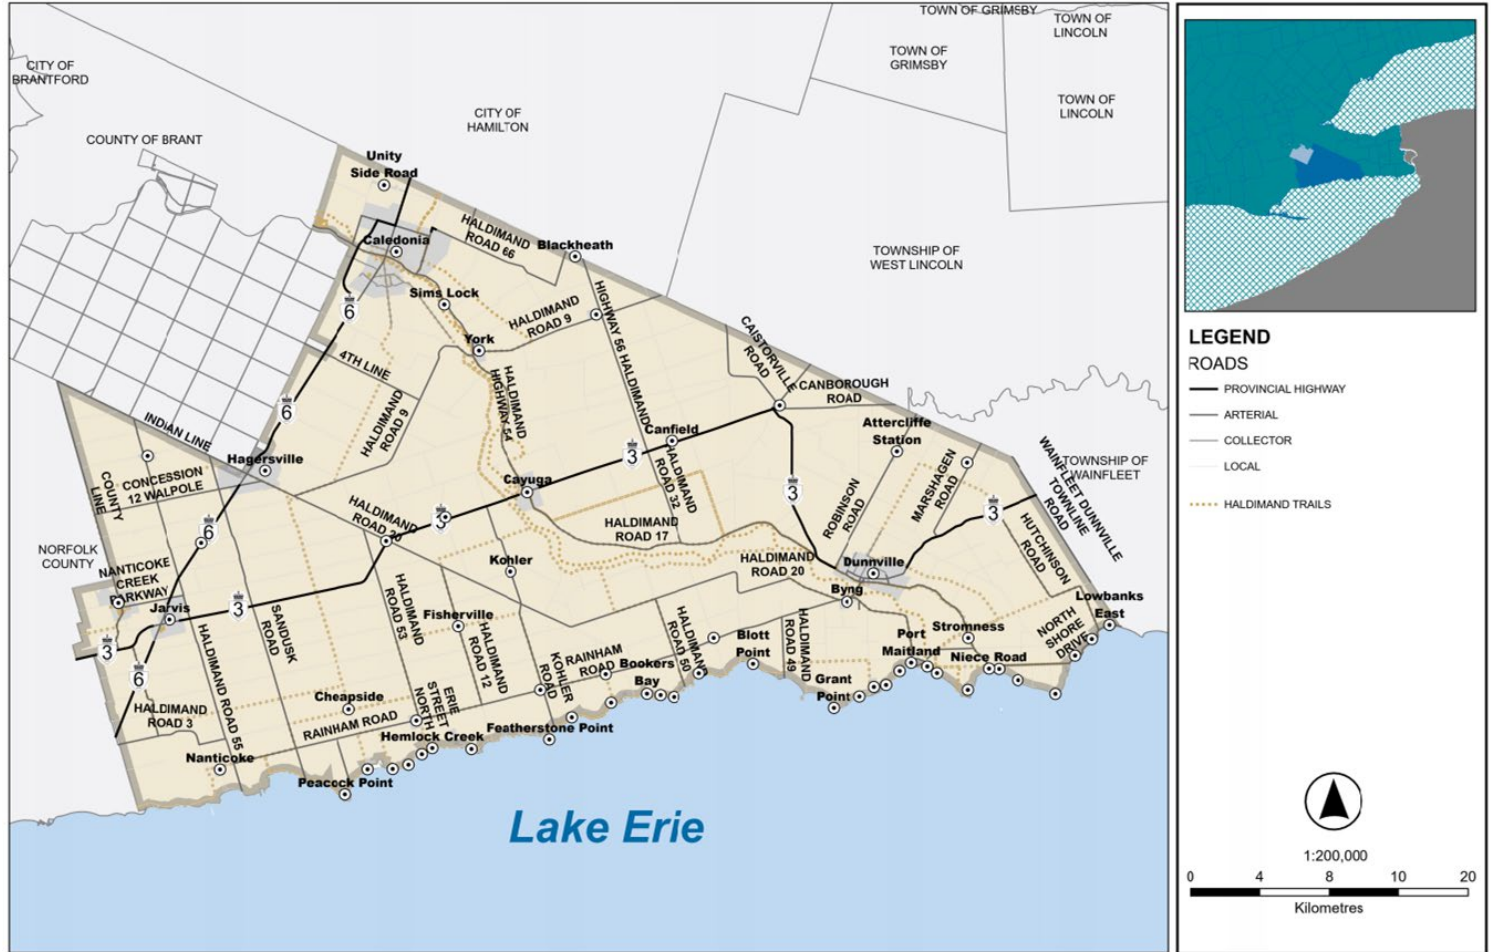 TOWN OF GRIMSBY
TOWN OF
LINCOLN
TOWN OF
GRIMSBY
CITY OF
BRANTFORD
TOWN OF
LINCOLN
CITY OF
HAMILTON
COUNTY OF BRANT
Unity
Side Road
HALDIMAND
ROAD 66
Caledonia
Blackheath
TOWNSHIP OF
WEST LINCOLN
Sims Lock
6
HALDIMAND
ROAD 9
HIGHWAY 56 HALDIMAND
York
CAISTORVILLE
ROAD
4TH LINE
HALDIMAND
HIGHWAY 54
CANBOROUGH
ROAD
6
HALDIMAND
ROAD 9
INDIAN LINE
Attercliffe
Station
Canfield
3
Hagersville
TOWNSHIP OF
WAINFLEET
WAINFLEET DUNNVILLE
TOWNLINE
ROAD
COUNTY
LINE
CONCESSION
12 WALPOLE
Cayuga
HALDIMAND
ROAD 32
3
MARSHAGEN
ROAD
ROBINSON
ROAD
3
HALDIMAND
ROAD 20
3
HALDIMAND
ROAD 17
6
HUTCHINSON
ROAD
NORFOLK
COUNTY
NANTICOKE
CREEK
PARKWAY
Kohler
HALDIMAND
ROAD 20
Dunnville
Byng
Jarvis
3
HALDIMAND
ROAD 53
Fisherville
Lowbanks
East
SANDUSK
ROAD
HALDIMAND
ROAD 12
HALDIMAND
ROAD 50
Blott
Point
HALDIMAND
ROAD 49
Port
Maitland
Stromness
NORTH
SHORE
DRIVE
3
HALDIMAND ROAD 55
RAINHAM
ROAD
Bookers
Bay
Niece Road
6
KOHLER
ROAD
Grant
Point
HALDIMAND
ROAD 3
Cheapside
ERIE
STREET
NORTH
RAINHAM ROAD
Hemlock Creek
Featherstone Point
Nanticoke
Peacock Point
Lake Erie
LEGEND
ROADS
PROVINCIAL HIGHWAY
ARTERIAL
COLLECTOR
LOCAL
HALDIMAND TRAILS
1:200,000
0 4 8 10 20
Kilometres